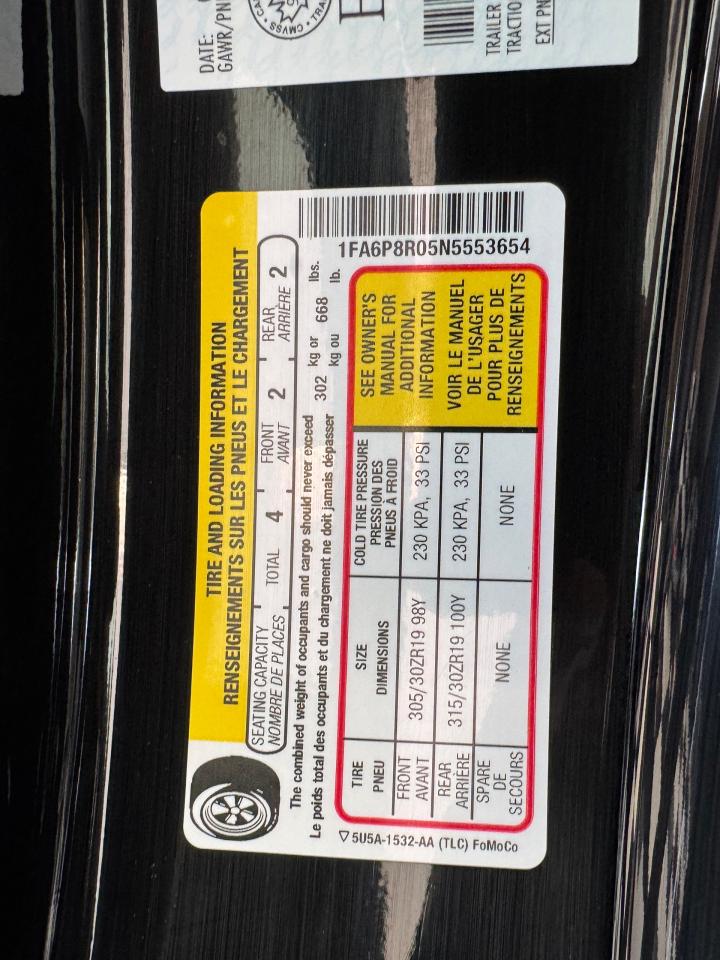 DATE:
GAWR/PN
CMVSS
TRAILER
TRACTIO
EXT PN
TIRE AND LOADING INFORMATION
RENSEIGNEMENTS SUR LES PNEUS ET LE CHARGEMENT
SEATING CAPACITY TOTAL 4 FRONT 2 REAR 2
NOMBRE DE PLACES AVANT ARRIÈRE
The combined weight of occupants and cargo should never exceed 302 kg or 668 lbs.
Le poids total des occupants et du chargement ne doit jamais dépasser kg ou lb.
1FA6P8R05N5553654
TIRE SIZE COLD TIRE PRESSURE
PNEU DIMENSIONS PRESSION DES
PNEUS À FROID
FRONT
AVANT 305/30ZR19 98Y 230 KPA, 33 PSI
REAR
ARRIÈRE 315/30ZR19 100Y 230 KPA, 33 PSI
SPARE
DE
SECOURS NONE NONE
SEE OWNER'S
MANUAL FOR
ADDITIONAL
INFORMATION
VOIR LE MANUEL
DE L'USAGER
POUR PLUS DE
RENSEIGNEMENTS
▽5U5A-1532-AA (TLC) FoMoCo